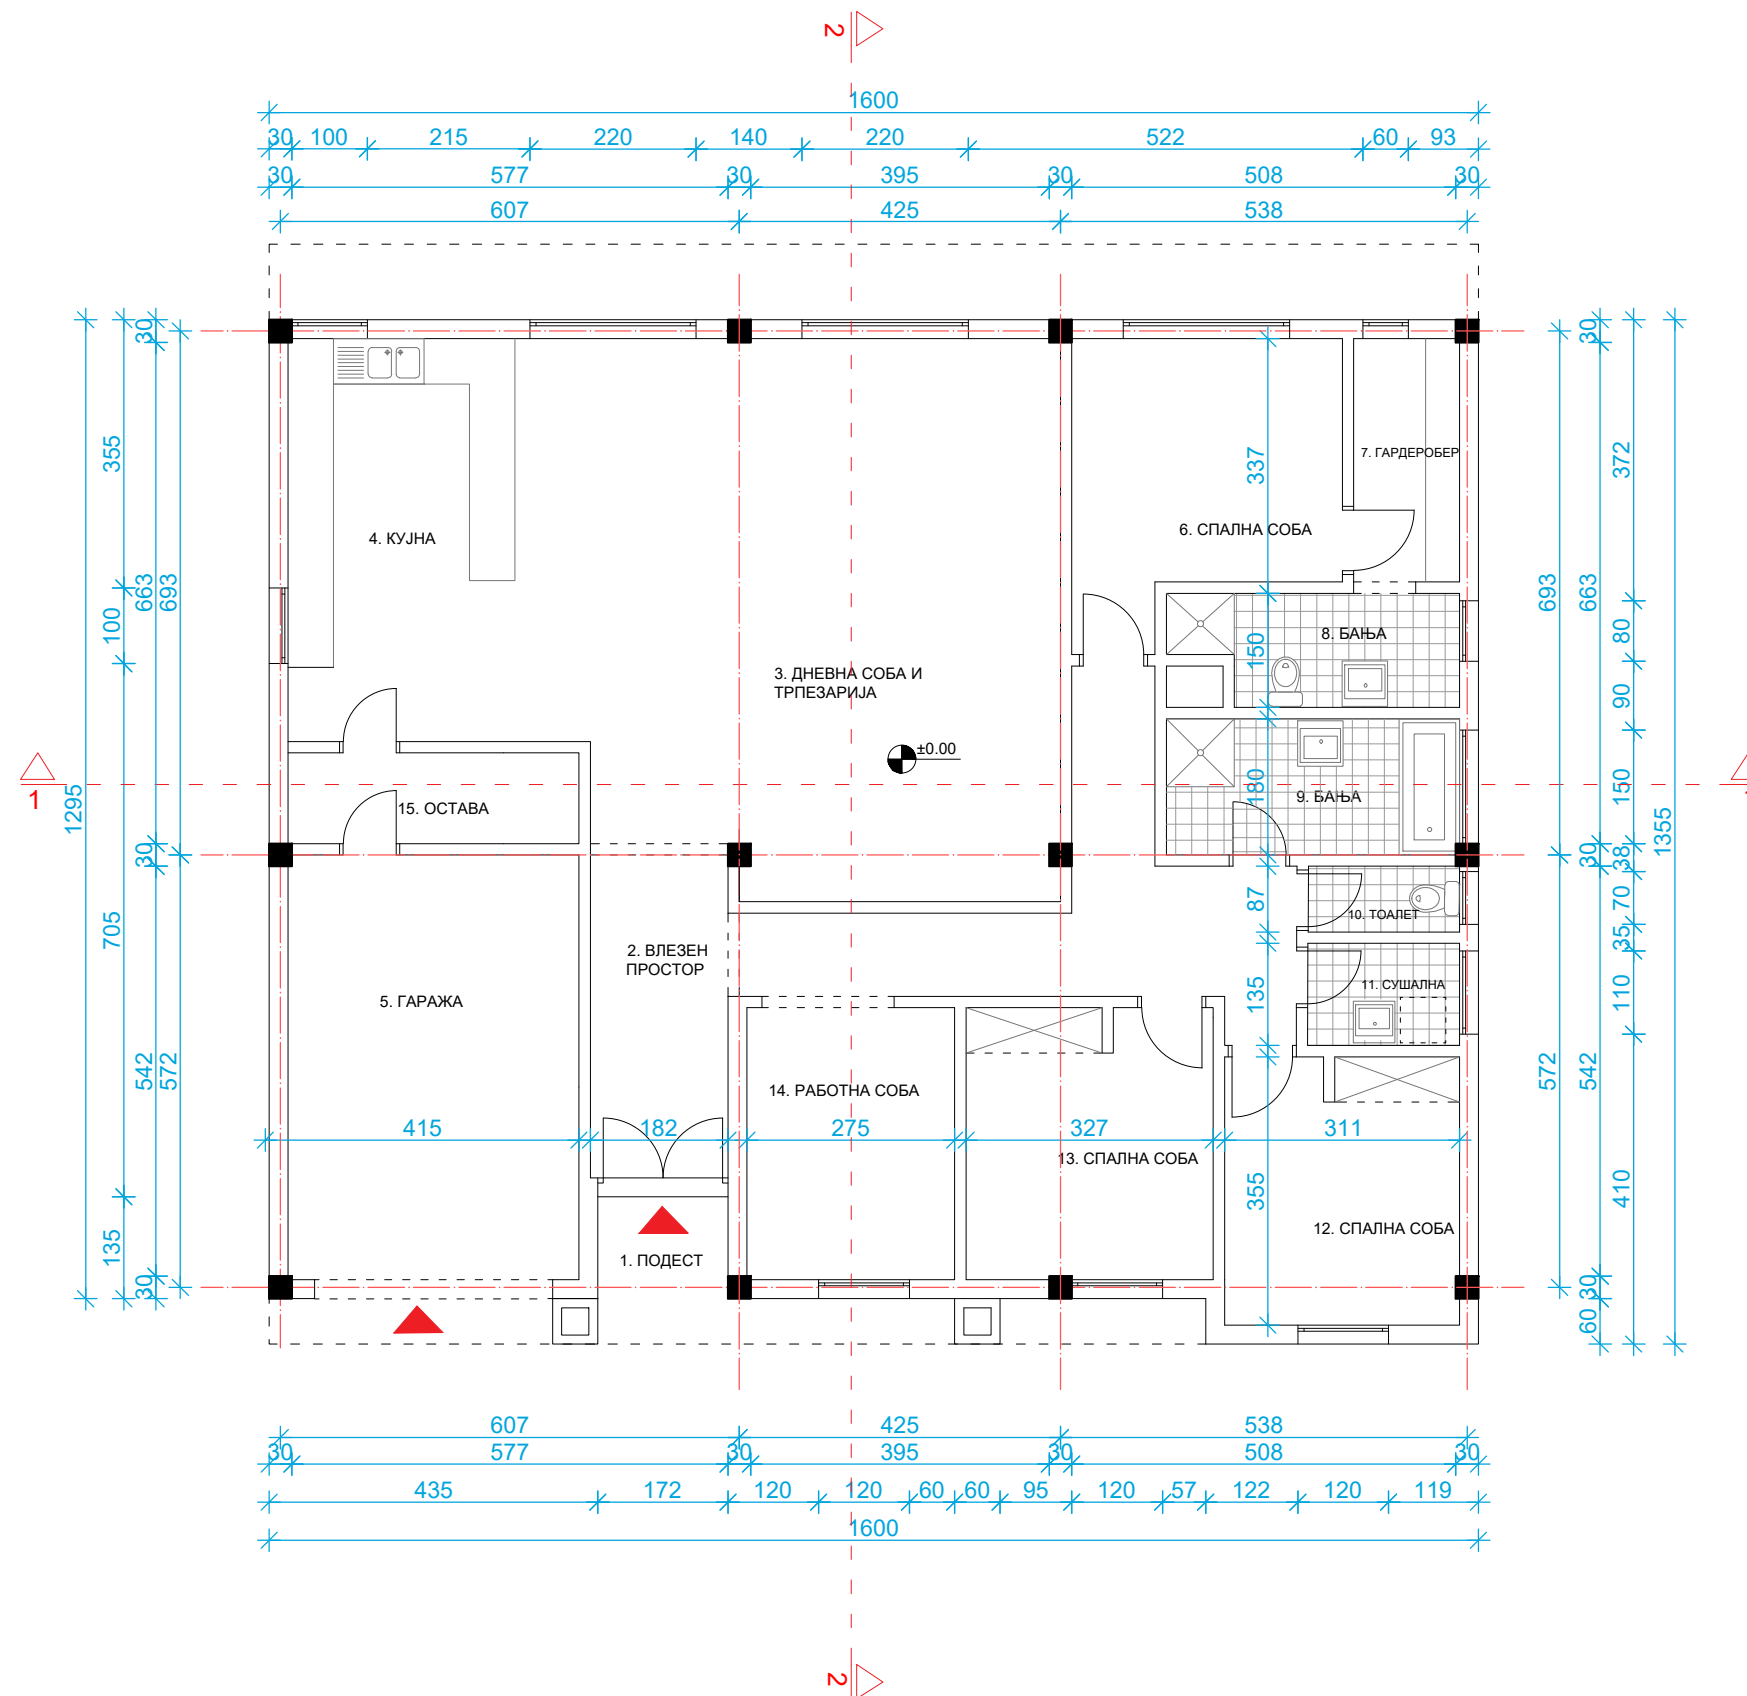 2
1600
30 100 215 220 140 220 522 60 93
30 577 30 395 30 508 30
607 425 538
30
355
663
693
100
1295
30
705
542
572
135
30
337
150
180
87
135
355
30
372
693
663
80
90
150
1355
30
38
70
35
110
572
542
410
30
60
7. ГАРДЕРОБЕР
6. СПАЛНА СОБА
4. КУЈНА
8. БАЊА
3. ДНЕВНА СОБА И
ТРПЕЗАРИЈА
±0.00
1
9. БАЊА
15. ОСТАВА
10. ТОАЛЕТ
2. ВЛЕЗЕН
ПРОСТОР
11. СУШАЛНА
5. ГАРАЖА
14. РАБОТНА СОБА
415 182 275 327 311
13. СПАЛНА СОБА
12. СПАЛНА СОБА
1. ПОДЕСТ
607 425 538
30 577 30 395 30 508 30
435 172 120 120 60 60 95 120 57 122 120 119
1600
2